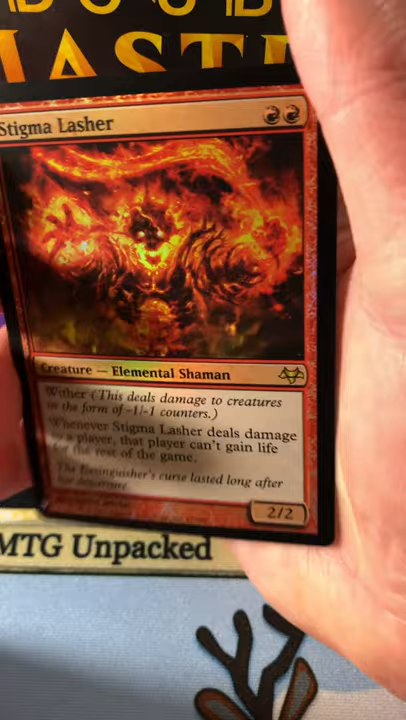 Stigma Lasher
Creature — Elemental Shaman
Wither (This deals damage to creatures
in the form of -1/-1 counters.)
Whenever Stigma Lasher deals damage
to a player, that player can't gain life
for the rest of the game.
The Extinguisher's curse lasted long after
her departure.
2/2
MTG Unpacked